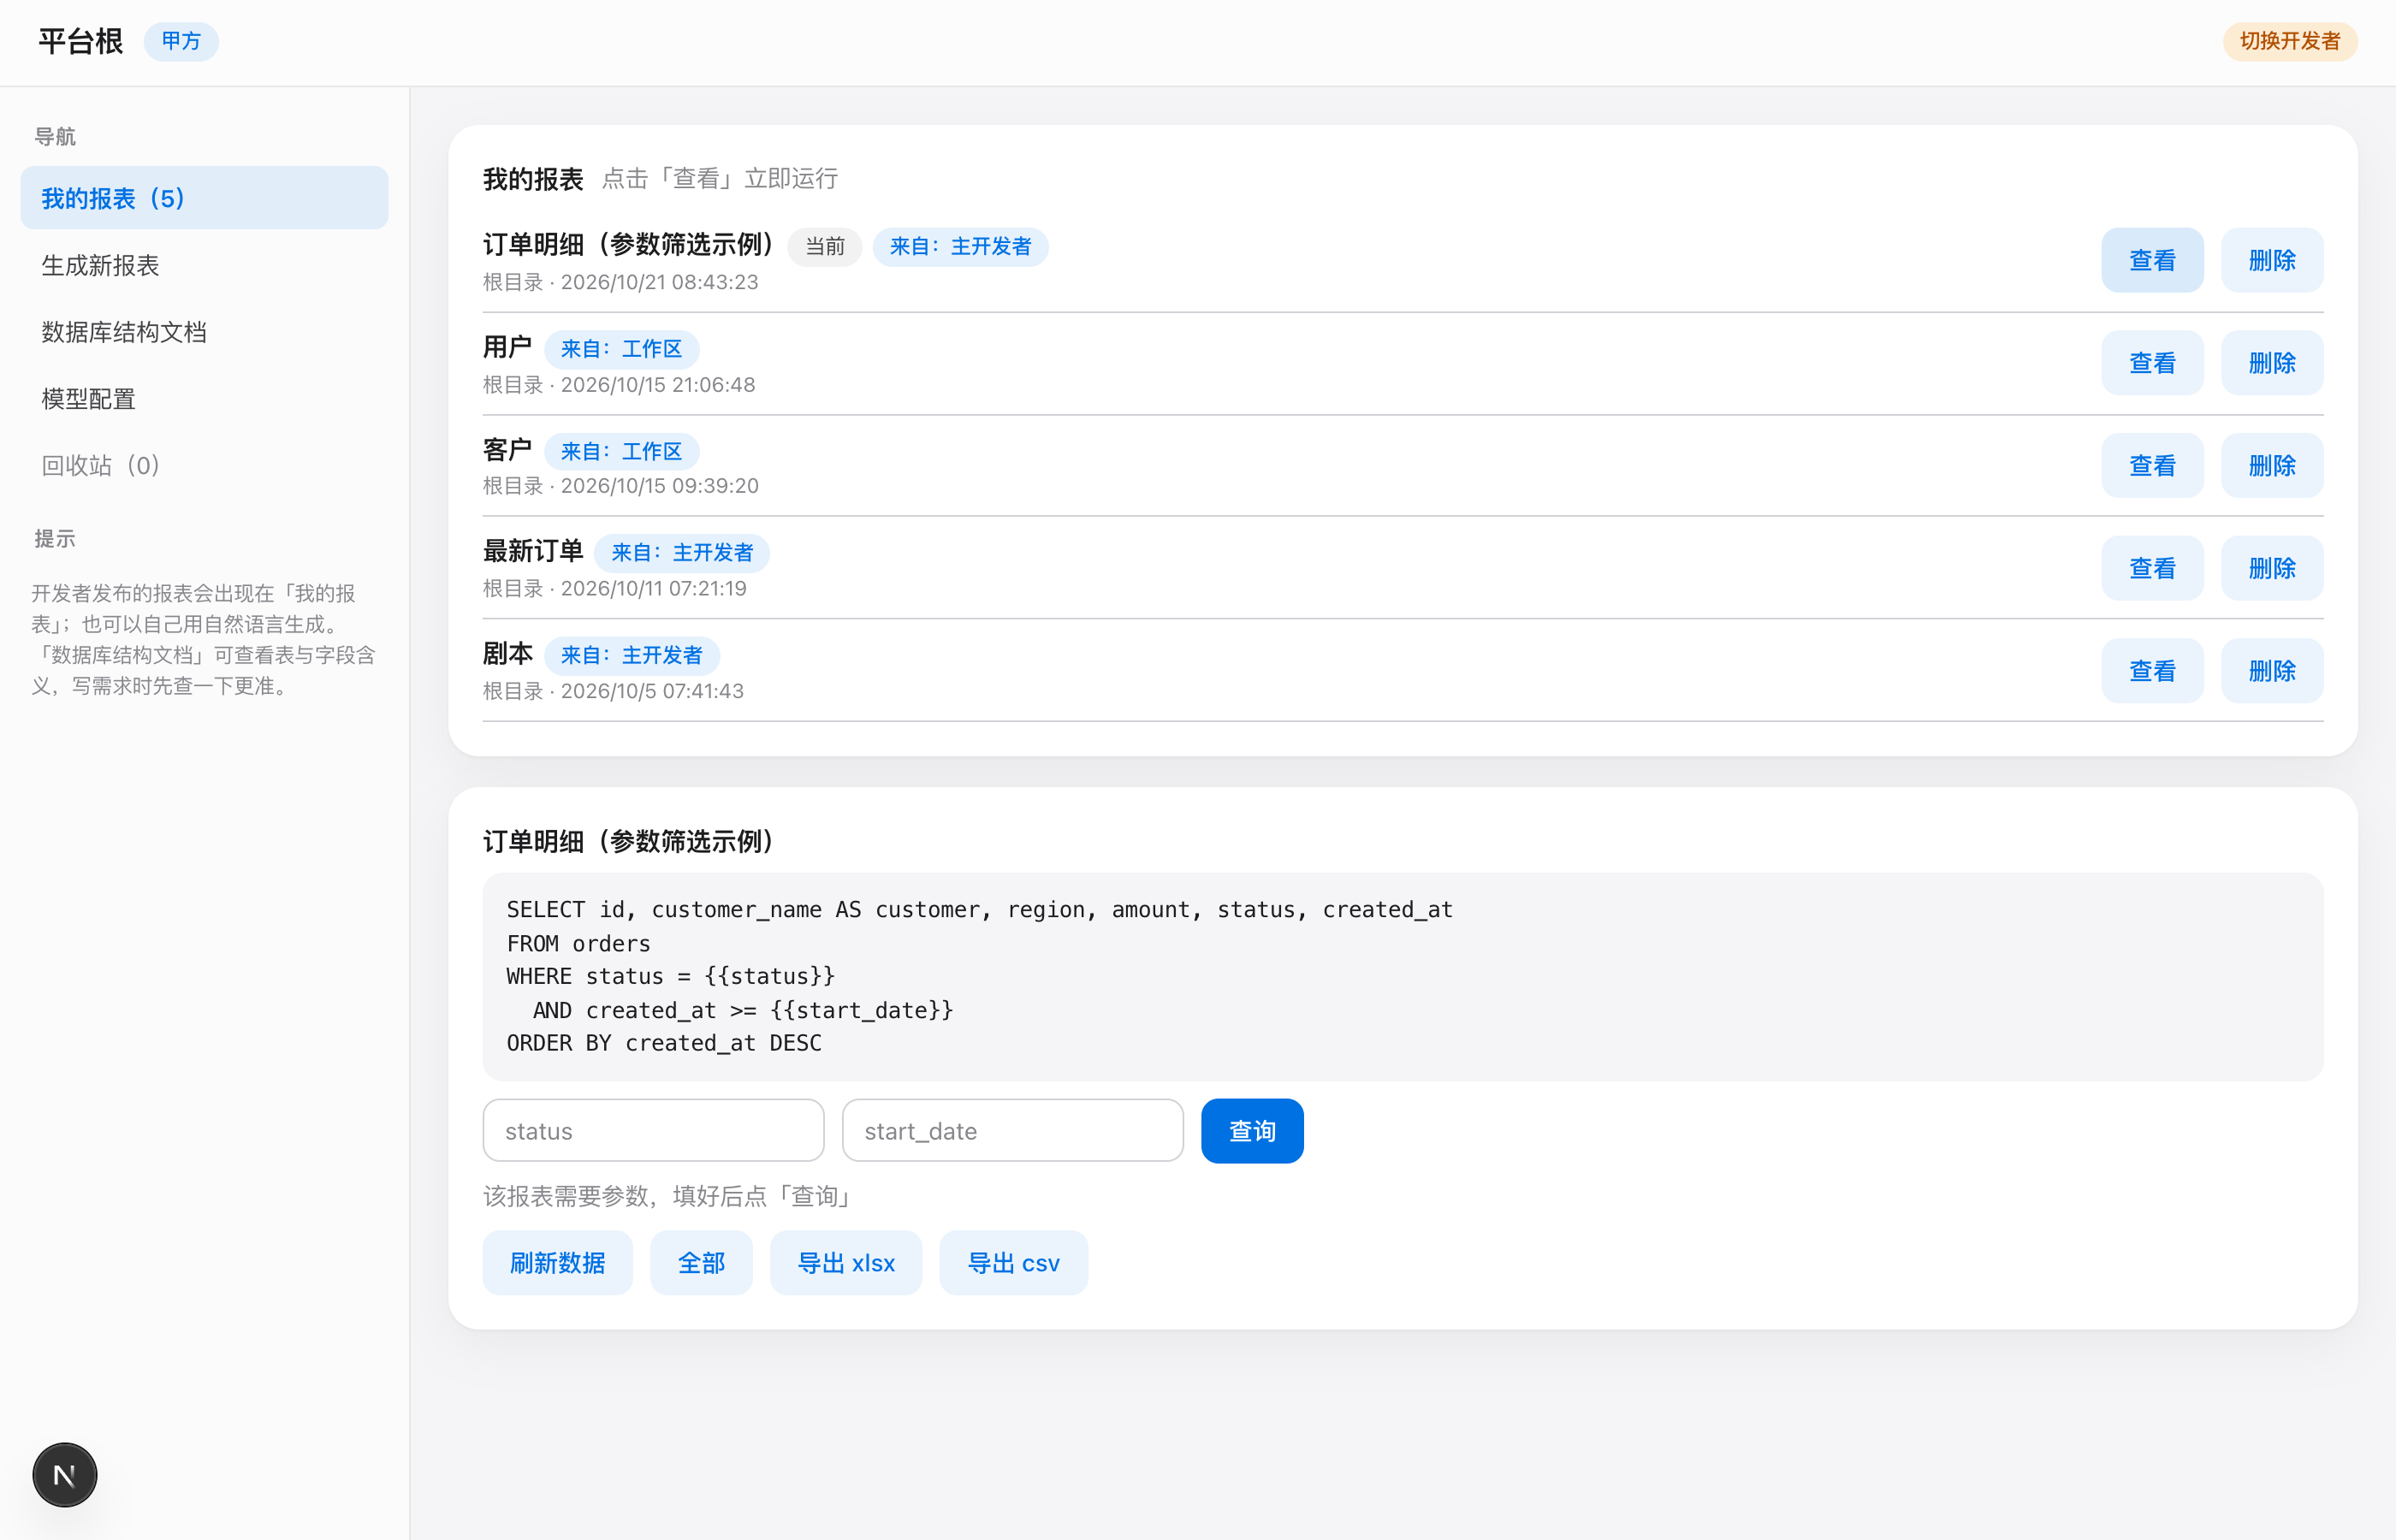 平台根 甲方 切换开发者
导航
我的报表（5）
生成新报表
数据库结构文档
模型配置
回收站（0）
提示
开发者发布的报表会出现在「我的报
表」；也可以自己用自然语言生成。
「数据库结构文档」可查看表与字段含
义，写需求时先查一下更准。
我的报表 点击「查看」立即运行
订单明细（参数筛选示例） 当前 来自：主开发者
根目录 · 2026/10/21 08:43:23
查看 删除
用户 来自：工作区
根目录 · 2026/10/15 21:06:48
查看 删除
客户 来自：工作区
根目录 · 2026/10/15 09:39:20
查看 删除
最新订单 来自：主开发者
根目录 · 2026/10/11 07:21:19
查看 删除
剧本 来自：主开发者
根目录 · 2026/10/5 07:41:43
查看 删除
订单明细（参数筛选示例）
SELECT id, customer_name AS customer, region, amount, status, created_at
FROM orders
WHERE status = {{status}}
  AND created_at >= {{start_date}}
ORDER BY created_at DESC
status start_date 查询
该报表需要参数，填好后点「查询」
刷新数据 全部 导出 xlsx 导出 csv
N